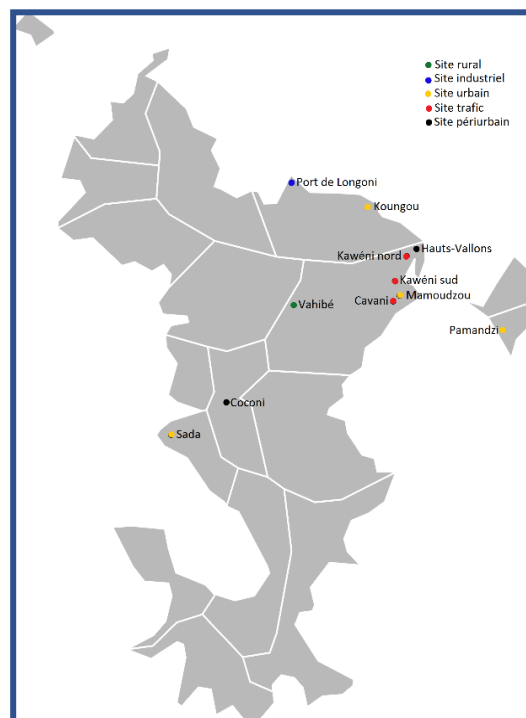 Site rural
Site industriel
Site urbain
Site trafic
Site périurbain
Port de Longoni
Koungou
Hauts-Vallons
Kawéni nord
Kawéni sud
Mamoudzou
Cavani
Vahibé
Pamandzi
Coconi
Sada